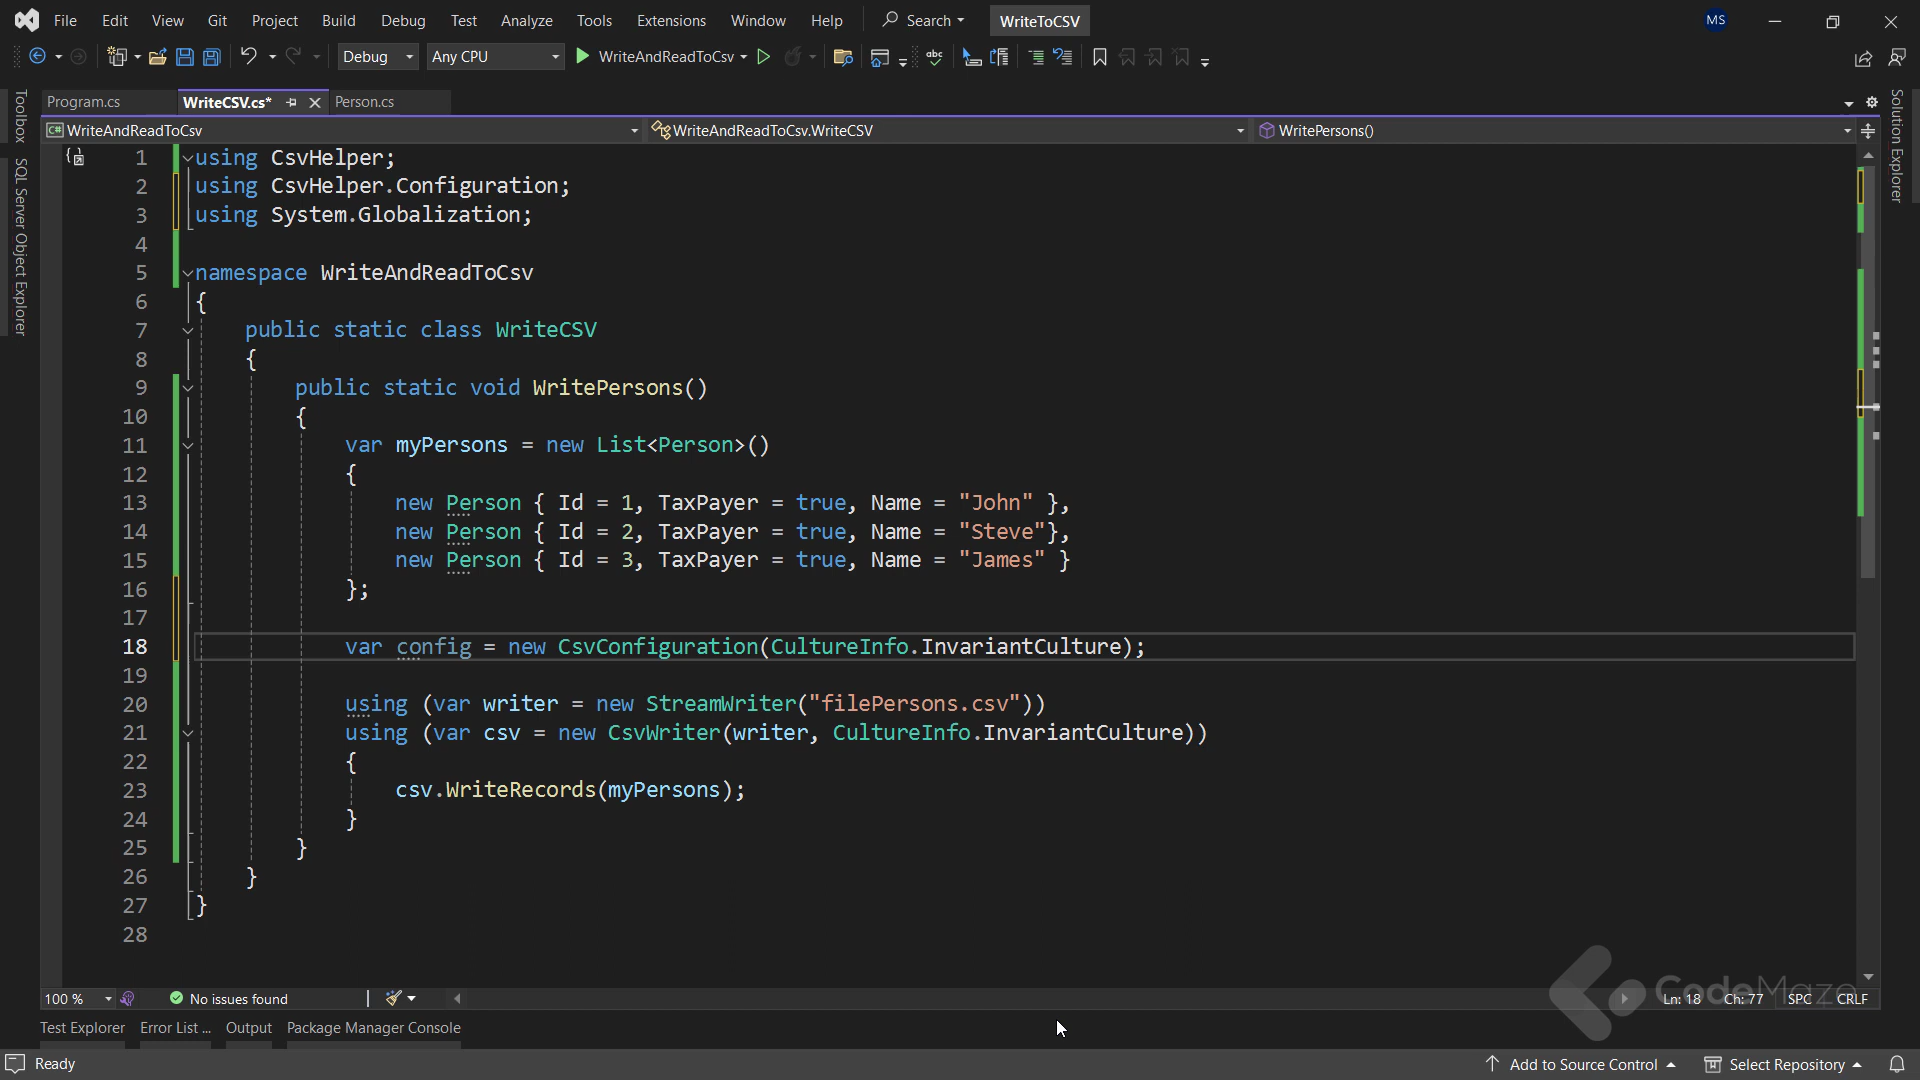 File Edit View Git Project Build Debug Test Analyze Tools Extensions Window Help Search WriteToCSV MS
Debug Any CPU WriteAndReadToCsv
Program.cs WriteCSV.cs* Person.cs
WriteAndReadToCsv WriteAndReadToCsv.WriteCSV WritePersons()
Toolbox
SQL Server Object Explorer
Solution Explorer
1 using CsvHelper;
2 using CsvHelper.Configuration;
3 using System.Globalization;
4
5 namespace WriteAndReadToCsv
6 {
7 public static class WriteCSV
8 {
9 public static void WritePersons()
10 {
11 var myPersons = new List<Person>()
12 {
13 new Person { Id = 1, TaxPayer = true, Name = "John" },
14 new Person { Id = 2, TaxPayer = true, Name = "Steve"},
15 new Person { Id = 3, TaxPayer = true, Name = "James" }
16 };
17
18 var config = new CsvConfiguration(CultureInfo.InvariantCulture);
19
20 using (var writer = new StreamWriter("filePersons.csv"))
21 using (var csv = new CsvWriter(writer, CultureInfo.InvariantCulture))
22 {
23 csv.WriteRecords(myPersons);
24 }
25 }
26 }
27 }
28
CodeMaze
100 % No issues found Ln: 18 Ch: 77 SPC CRLF
Test Explorer Error List ... Output Package Manager Console
Ready Add to Source Control Select Repository